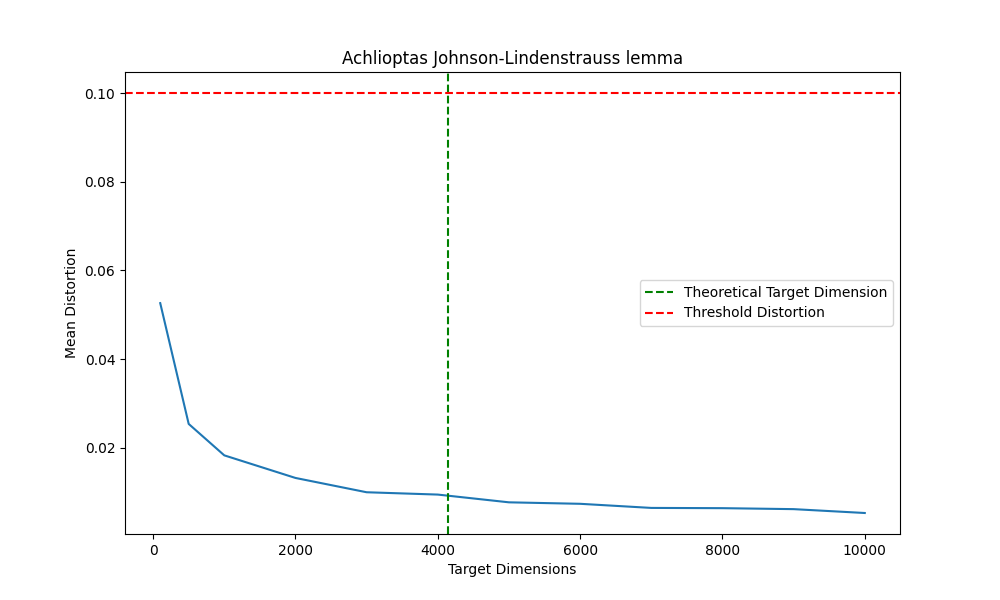 Achlioptas Johnson-Lindenstrauss lemma
0.10
0.08
0.06
0.04
0.02
Mean Distortion
Theoretical Target Dimension
Threshold Distortion
0 2000 4000 6000 8000 10000
Target Dimensions